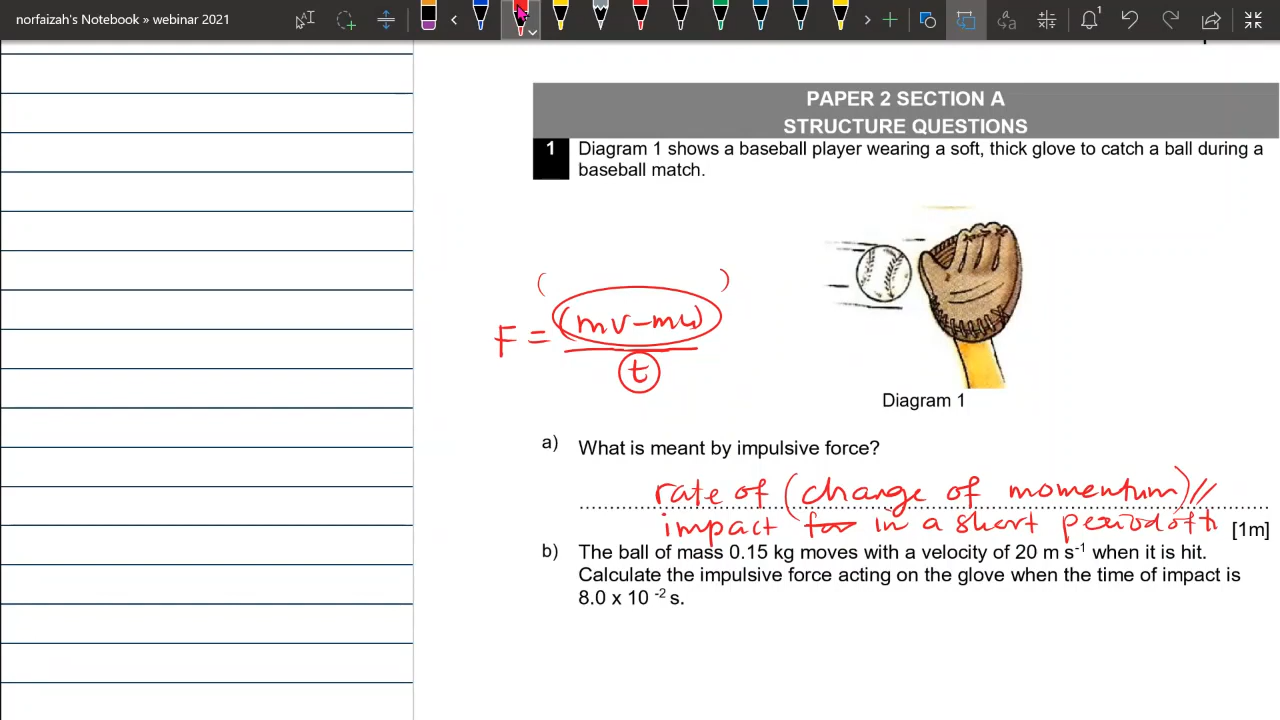 norfaizah's Notebook » webinar 2021
PAPER 2 SECTION A
STRUCTURE QUESTIONS
1 Diagram 1 shows a baseball player wearing a soft, thick glove to catch a ball during a
baseball match.
( )
F = (mv-mu)
t
Diagram 1
a) What is meant by impulsive force?
rate of (change of momentum) //
impact for in a short period of t
[1m]
b) The ball of mass 0.15 kg moves with a velocity of 20 m s⁻¹ when it is hit.
Calculate the impulsive force acting on the glove when the time of impact is
8.0 x 10 ⁻² s.